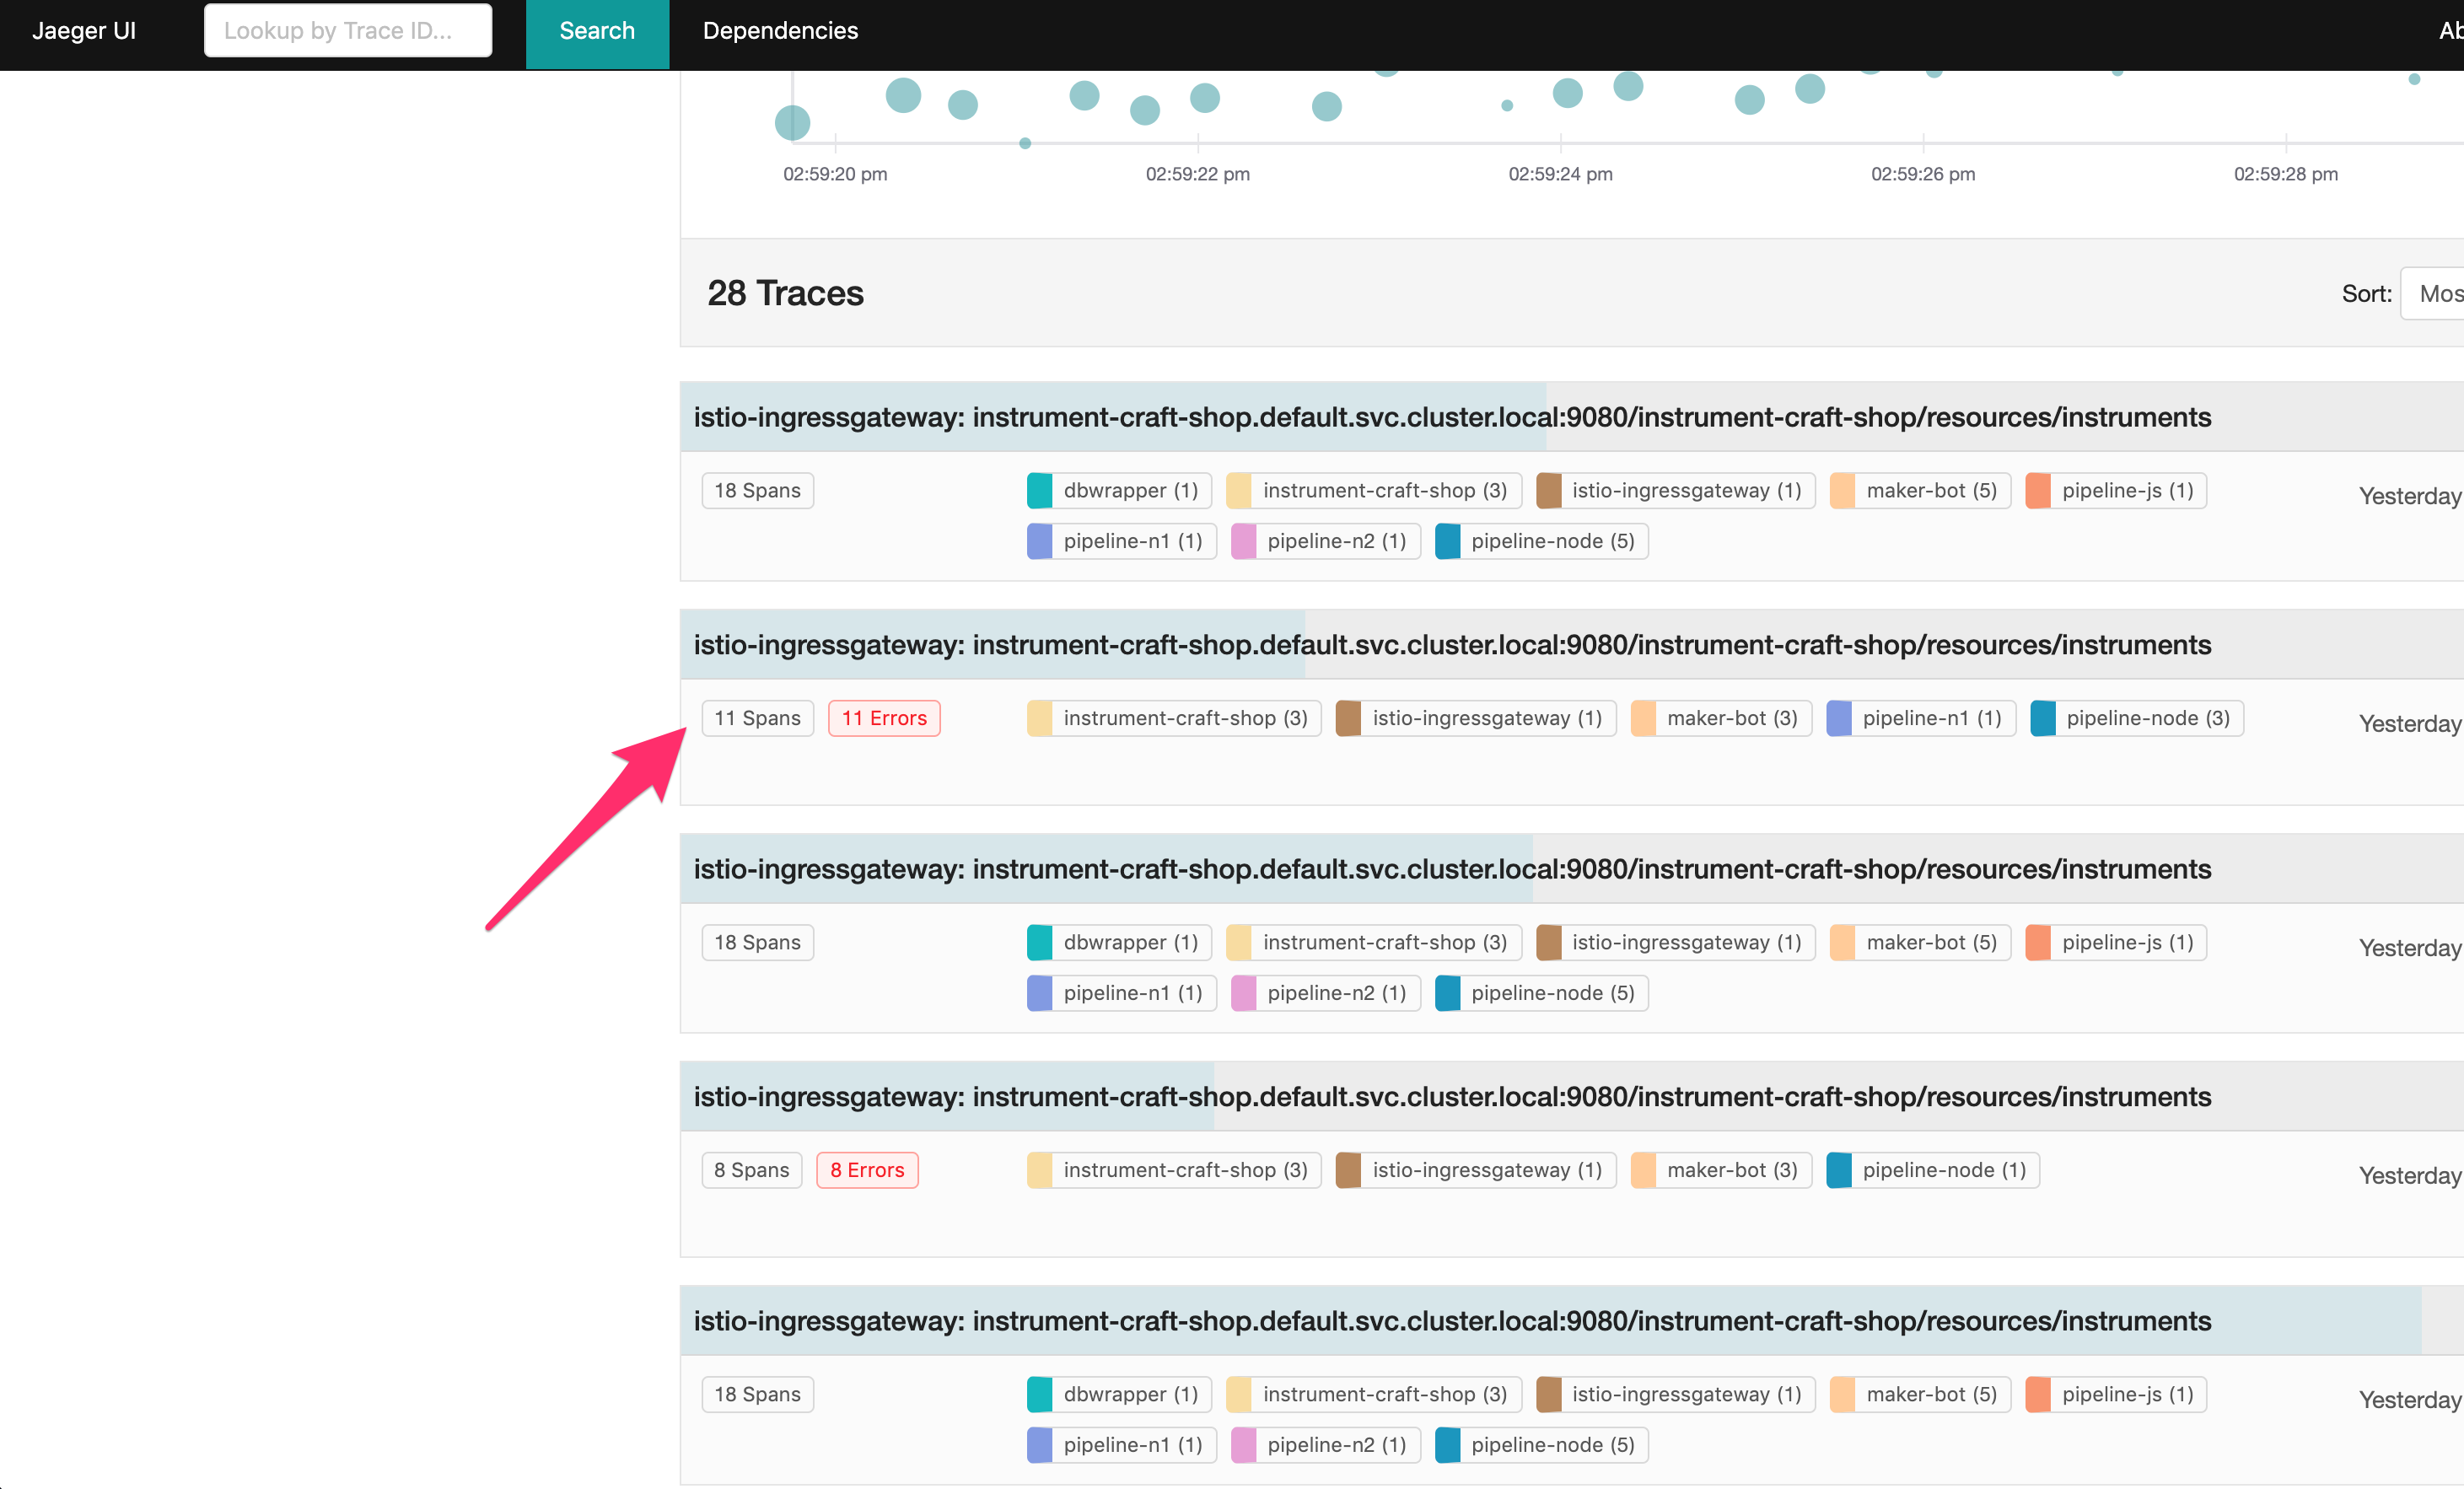 Jaeger UI Lookup by Trace ID... Search Dependencies
02:59:20 pm 02:59:22 pm 02:59:24 pm 02:59:26 pm 02:59:28 pm
28 Traces Sort:
istio-ingressgateway: instrument-craft-shop.default.svc.cluster.local:9080/instrument-craft-shop/resources/instruments
18 Spans dbwrapper (1) instrument-craft-shop (3) istio-ingressgateway (1) maker-bot (5) pipeline-js (1) Yesterday
pipeline-n1 (1) pipeline-n2 (1) pipeline-node (5)
istio-ingressgateway: instrument-craft-shop.default.svc.cluster.local:9080/instrument-craft-shop/resources/instruments
11 Spans 11 Errors instrument-craft-shop (3) istio-ingressgateway (1) maker-bot (3) pipeline-n1 (1) pipeline-node (3) Yesterday
istio-ingressgateway: instrument-craft-shop.default.svc.cluster.local:9080/instrument-craft-shop/resources/instruments
18 Spans dbwrapper (1) instrument-craft-shop (3) istio-ingressgateway (1) maker-bot (5) pipeline-js (1) Yesterday
pipeline-n1 (1) pipeline-n2 (1) pipeline-node (5)
istio-ingressgateway: instrument-craft-shop.default.svc.cluster.local:9080/instrument-craft-shop/resources/instruments
8 Spans 8 Errors instrument-craft-shop (3) istio-ingressgateway (1) maker-bot (3) pipeline-node (1) Yesterday
istio-ingressgateway: instrument-craft-shop.default.svc.cluster.local:9080/instrument-craft-shop/resources/instruments
18 Spans dbwrapper (1) instrument-craft-shop (3) istio-ingressgateway (1) maker-bot (5) pipeline-js (1) Yesterday
pipeline-n1 (1) pipeline-n2 (1) pipeline-node (5)